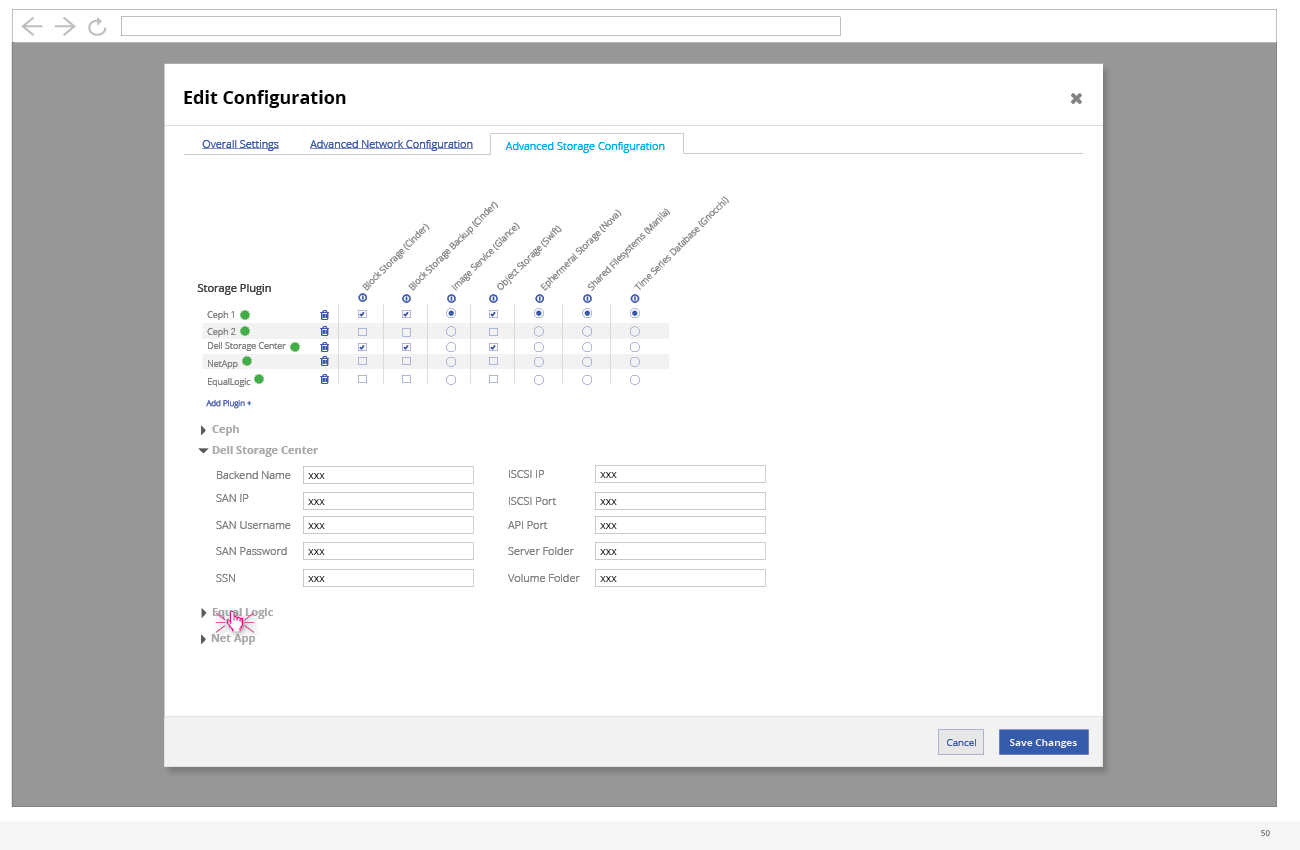 Edit Configuration
Overall Settings
Advanced Network Configuration
Advanced Storage Configuration
Block Storage (Cinder)
Block Storage Backup (Cinder)
Image Service (Glance)
Object Storage (Swift)
Ephermeral Storage (Nova)
Shared Filesystems (Manila)
Time Series Database (Gnocchi)
Storage Plugin
Ceph 1
Ceph 2
Dell Storage Center
NetApp
EqualLogic
Add Plugin +
Ceph
Dell Storage Center
Backend Name xxx ISCSI IP xxx
SAN IP xxx ISCSI Port xxx
SAN Username xxx API Port xxx
SAN Password xxx Server Folder xxx
SSN xxx Volume Folder xxx
Equal Logic
Net App
Cancel
Save Changes
50